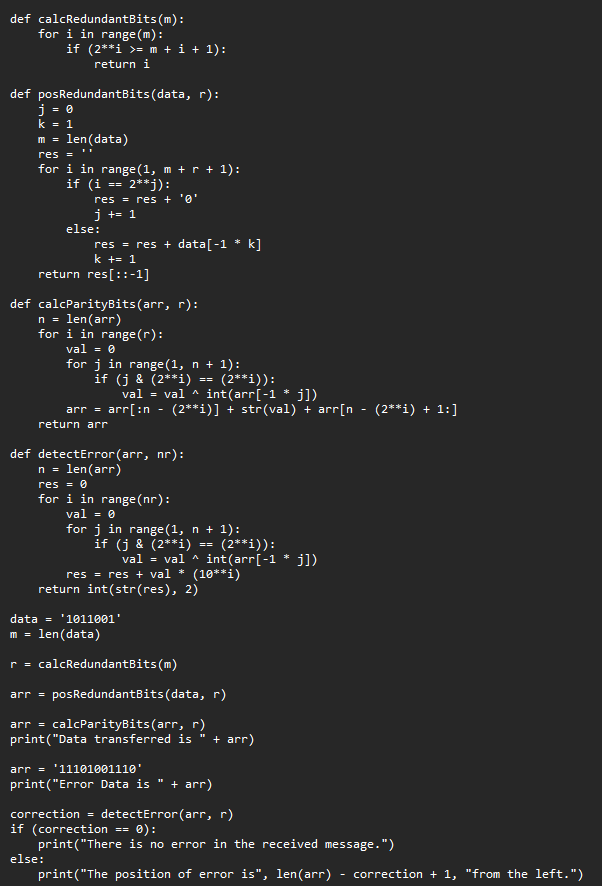 def calcRedundantBits(m):
    for i in range(m):
        if (2**i >= m + i + 1):
            return i

def posRedundantBits(data, r):
    j = 0
    k = 1
    m = len(data)
    res = ''
    for i in range(1, m + r + 1):
        if (i == 2**j):
            res = res + '0'
            j += 1
        else:
            res = res + data[-1 * k]
            k += 1
    return res[::-1]

def calcParityBits(arr, r):
    n = len(arr)
    for i in range(r):
        val = 0
        for j in range(1, n + 1):
            if (j & (2**i) == (2**i)):
                val = val ^ int(arr[-1 * j])
        arr = arr[:n - (2**i)] + str(val) + arr[n - (2**i) + 1:]
    return arr

def detectError(arr, nr):
    n = len(arr)
    res = 0
    for i in range(nr):
        val = 0
        for j in range(1, n + 1):
            if (j & (2**i) == (2**i)):
                val = val ^ int(arr[-1 * j])
        res = res + val * (10**i)
    return int(str(res), 2)

data = '1011001'
m = len(data)

r = calcRedundantBits(m)

arr = posRedundantBits(data, r)

arr = calcParityBits(arr, r)
print("Data transferred is " + arr)

arr = '11101001110'
print("Error Data is " + arr)

correction = detectError(arr, r)
if (correction == 0):
    print("There is no error in the received message.")
else:
    print("The position of error is", len(arr) - correction + 1, "from the left.")